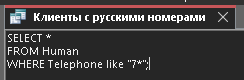 Клиенты с русскими номерами
SELECT *
FROM Human
WHERE Telephone like "7*";